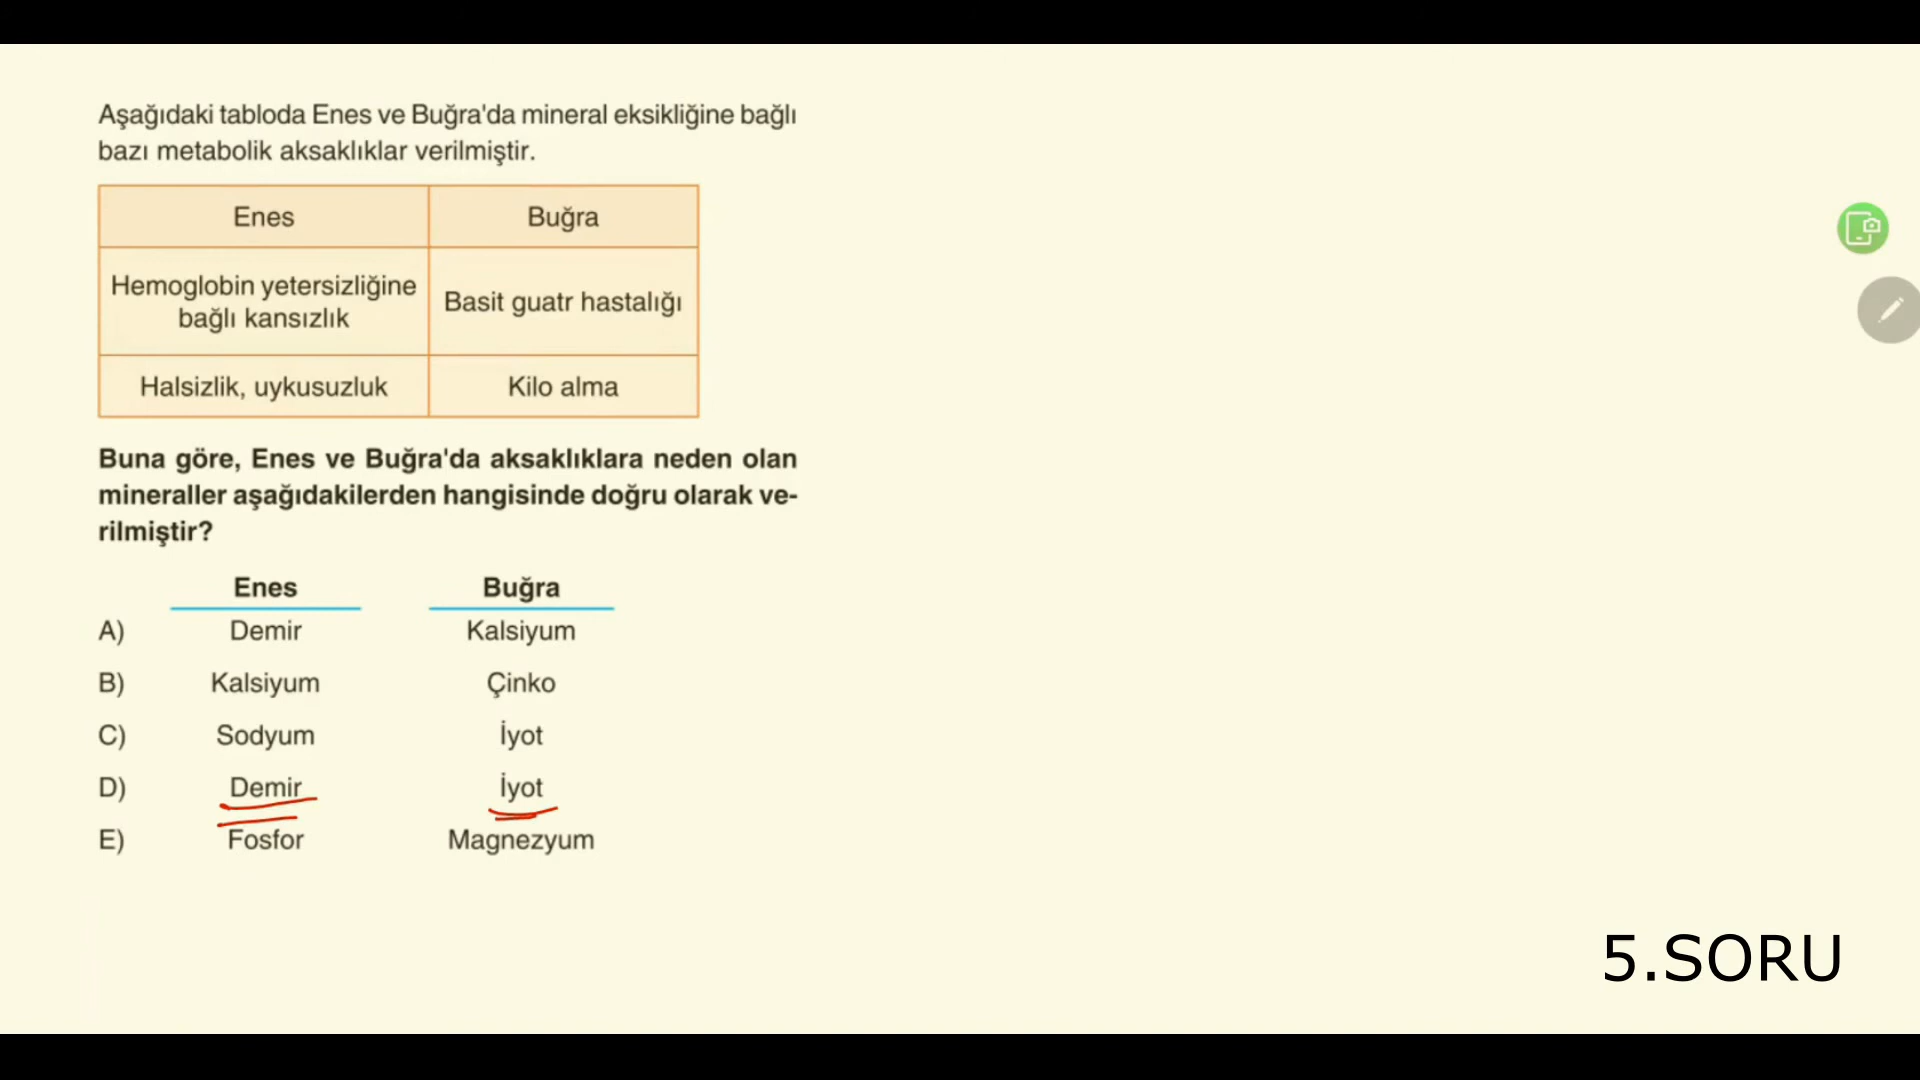 Aşağıdaki tabloda Enes ve Buğra'da mineral eksikliğine bağlı
bazı metabolik aksaklıklar verilmiştir.
Enes Buğra
Hemoglobin yetersizliğine
bağlı kansızlık
Basit guatr hastalığı
Halsizlik, uykusuzluk Kilo alma
Buna göre, Enes ve Buğra'da aksaklıklara neden olan
mineraller aşağıdakilerden hangisinde doğru olarak ve-
rilmiştir?
Enes Buğra
A) Demir Kalsiyum
B) Kalsiyum Çinko
C) Sodyum İyot
D) Demir İyot
E) Fosfor Magnezyum
5.SORU